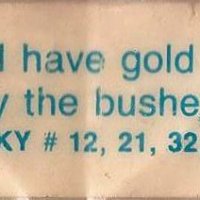 l have gold
y the bushe
KY # 12, 21, 32